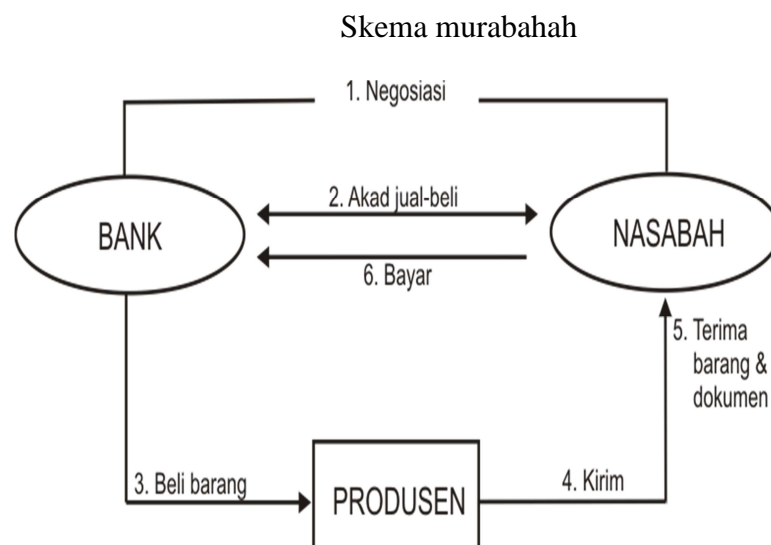 Skema murabahah
1. Negosiasi
BANK
2. Akad jual-beli
NASABAH
6. Bayar
5. Terima
barang &
dokumen
3. Beli barang
PRODUSEN
4. Kirim